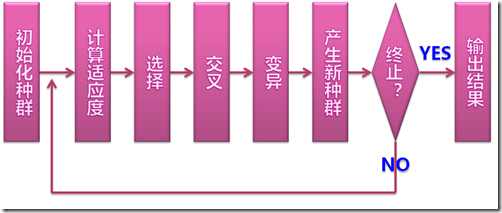 初始化种群
计算适应度
选择
交叉
变异
产生新种群
终止？
YES
输出结果
NO